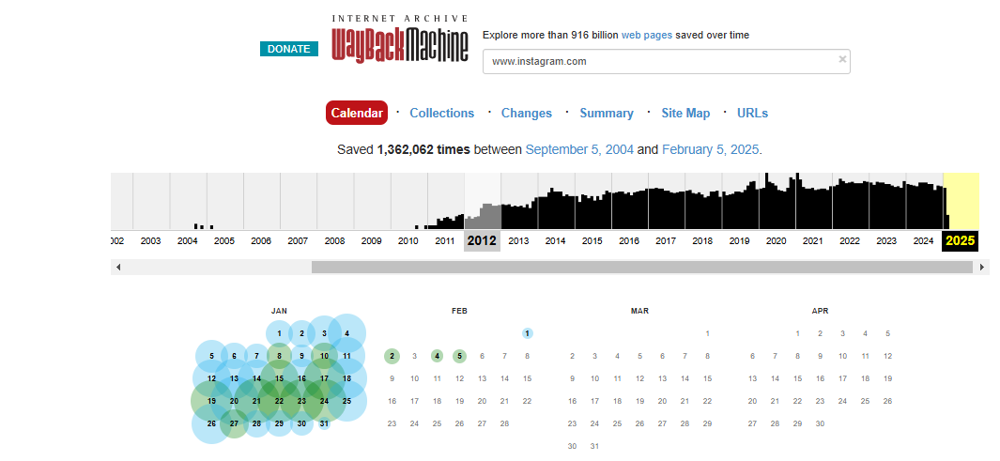 INTERNET ARCHIVE
WayBackMachine
DONATE
Explore more than 916 billion web pages saved over time
www.instagram.com ×
Calendar · Collections · Changes · Summary · Site Map · URLs
Saved 1,362,062 times between September 5, 2004 and February 5, 2025.
002 2003 2004 2005 2006 2007 2008 2009 2010 2011 2012 2013 2014 2015 2016 2017 2018 2019 2020 2021 2022 2023 2024 2025
JAN FEB MAR APR
1 2 3 4 1 1 1 2 3 4 5
5 6 7 8 9 10 11 2 3 4 5 6 7 8 2 3 4 5 6 7 8 6 7 8 9 10 11 12
12 13 14 15 16 17 18 9 10 11 12 13 14 15 9 10 11 12 13 14 15 13 14 15 16 17 18 19
19 20 21 22 23 24 25 16 17 18 19 20 21 22 16 17 18 19 20 21 22 20 21 22 23 24 25 26
26 27 28 29 30 31 23 24 25 26 27 28 23 24 25 26 27 28 29 27 28 29 30
30 31